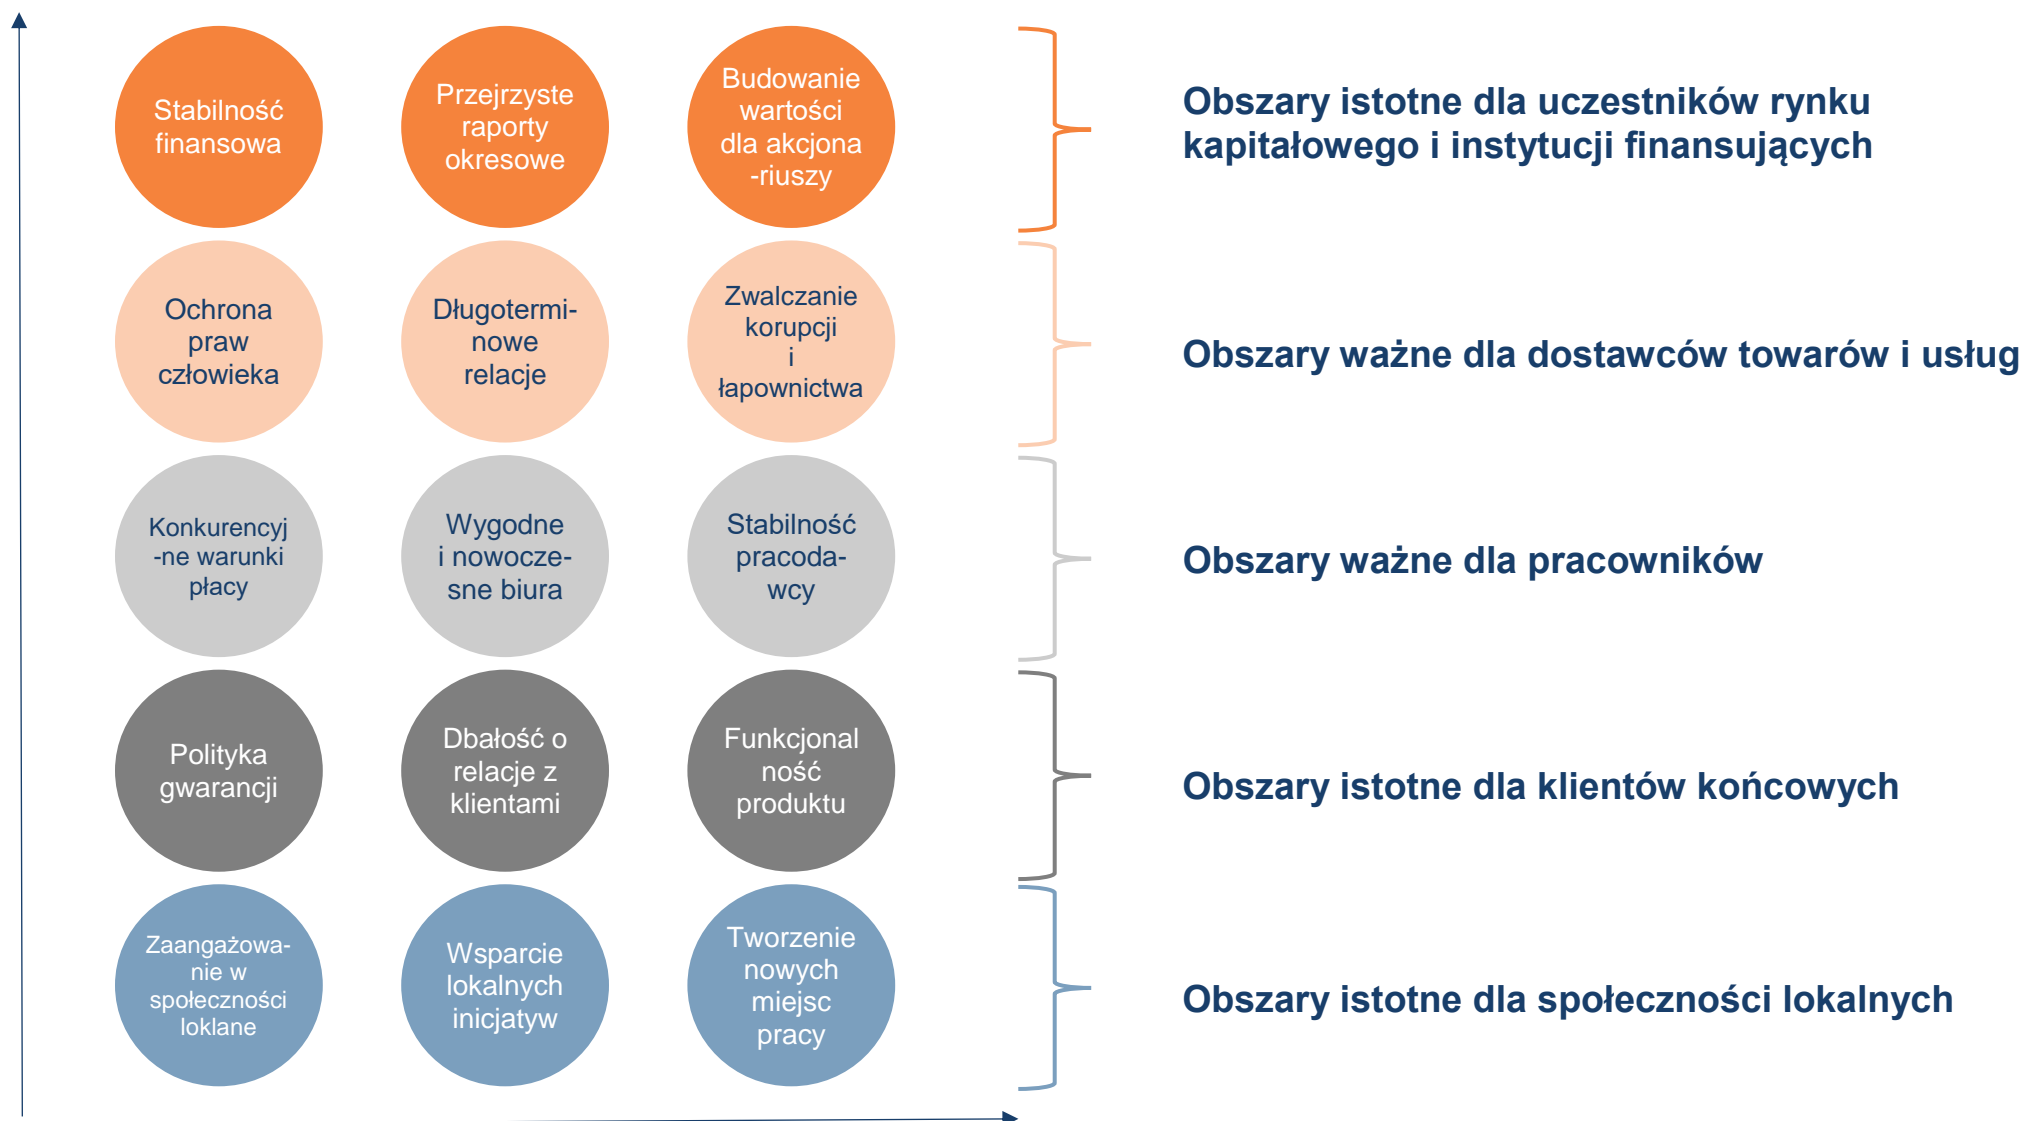 Stabilność
finansowa
Przejrzyste
raporty
okresowe
Budowanie
wartości
dla akcjona
-riuszy
Obszary istotne dla uczestników rynku
kapitałowego i instytucji finansujących
Ochrona
praw
człowieka
Długotermi-
nowe
relacje
Zwalczanie
korupcji
i
łapownictwa
Obszary ważne dla dostawców towarów i usług
Konkurencyj
-ne warunki
płacy
Wygodne
i nowocze-
sne biura
Stabilność
pracoda-
wcy
Obszary ważne dla pracowników
Polityka
gwarancji
Dbałość o
relacje z
klientami
Funkcjonal
ność
produktu
Obszary istotne dla klientów końcowych
Zaangażowa-
nie w
społeczności
loklane
Wsparcie
lokalnych
inicjatyw
Tworzenie
nowych
miejsc
pracy
Obszary istotne dla społeczności lokalnych